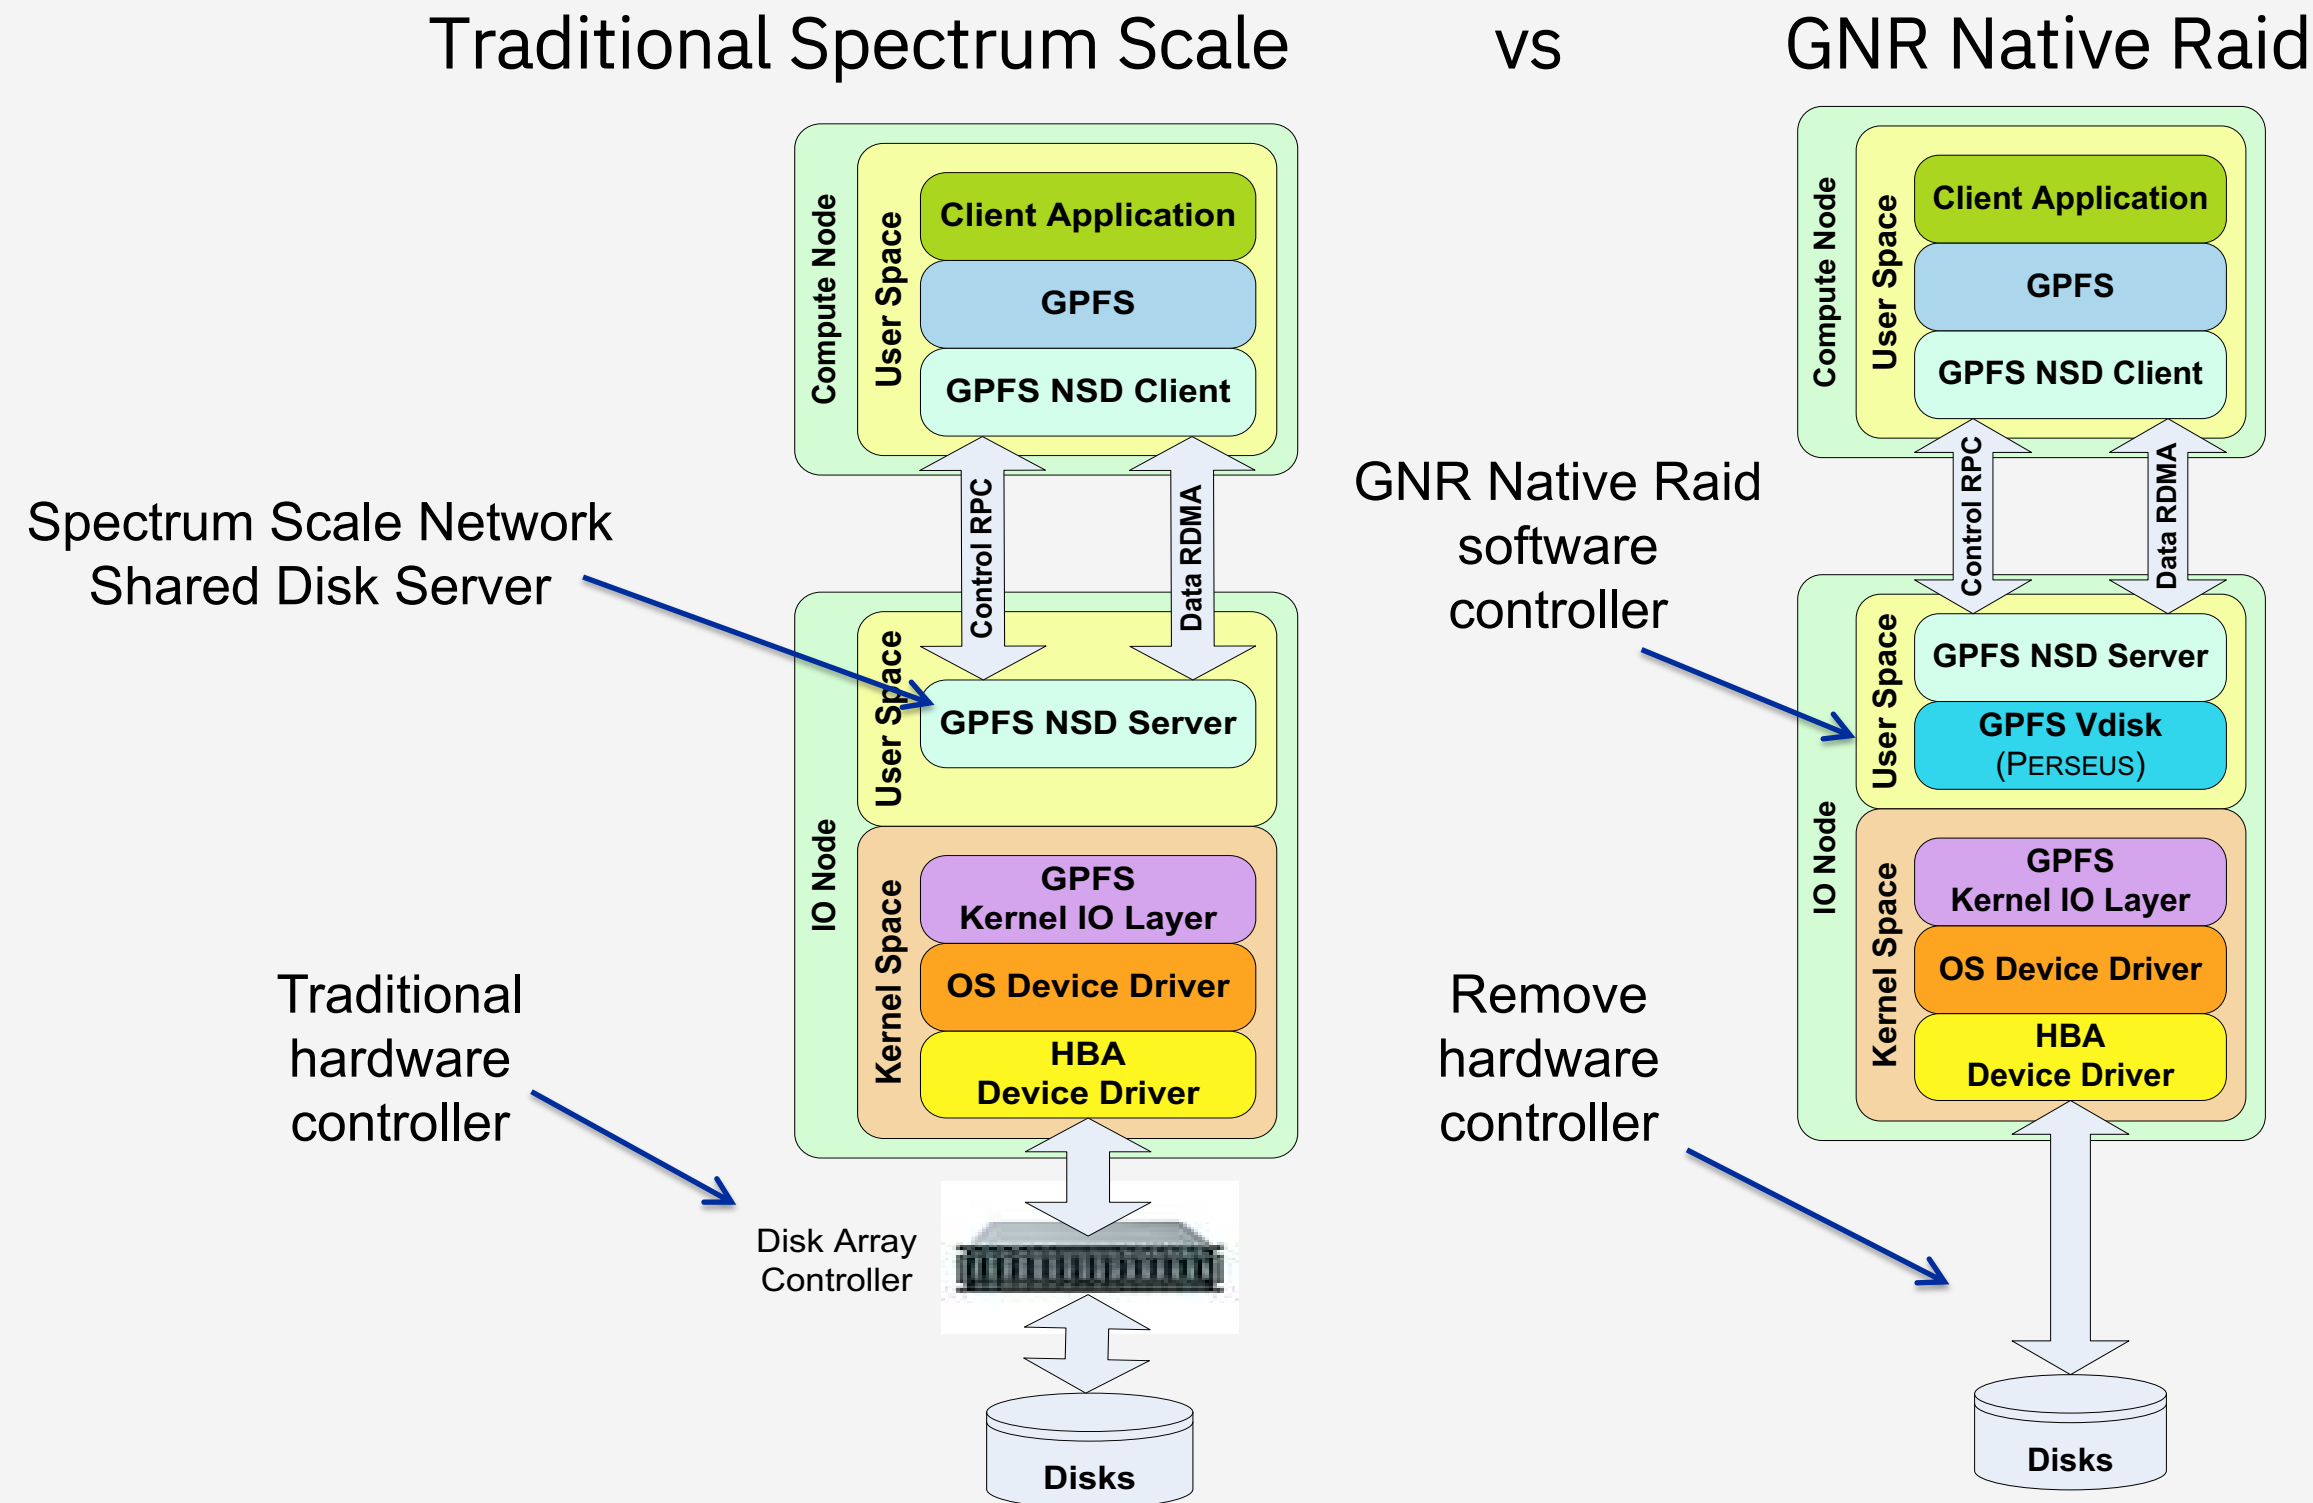 Traditional Spectrum Scale vs GNR Native Raid
Compute Node
User Space
Client Application
GPFS
GPFS NSD Client
Control RPC
Data RDMA
Spectrum Scale Network
Shared Disk Server
IO Node
User Space
GPFS NSD Server
Kernel Space
GPFS
Kernel IO Layer
OS Device Driver
HBA
Device Driver
Traditional
hardware
controller
Disk Array
Controller
Disks
Compute Node
User Space
Client Application
GPFS
GPFS NSD Client
Control RPC
Data RDMA
GNR Native Raid
software
controller
IO Node
User Space
GPFS NSD Server
GPFS Vdisk
(PERSEUS)
Kernel Space
GPFS
Kernel IO Layer
OS Device Driver
HBA
Device Driver
Remove
hardware
controller
Disks